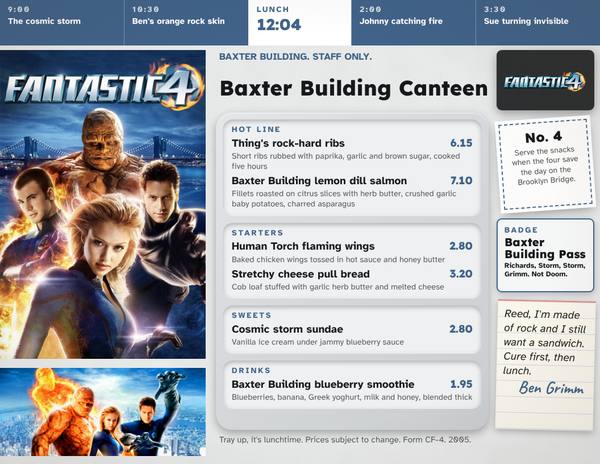 9:00
The cosmic storm
10:30
Ben's orange rock skin
LUNCH
12:04
2:00
Johnny catching fire
3:30
Sue turning invisible
FANTASTIC 4
BAXTER BUILDING. STAFF ONLY.
Baxter Building Canteen
HOT LINE
Thing's rock-hard ribs 6.15
Short ribs rubbed with paprika, garlic and brown sugar, cooked
five hours
Baxter Building lemon dill salmon 7.10
Fillets roasted on citrus slices with herb butter, crushed garlic
baby potatoes, charred asparagus
STARTERS
Human Torch flaming wings 2.80
Baked chicken wings tossed in hot sauce and honey butter
Stretchy cheese pull bread 3.20
Cob loaf stuffed with garlic herb butter and melted cheese
SWEETS
Cosmic storm sundae 2.80
Vanilla ice cream under jammy blueberry sauce
DRINKS
Baxter Building blueberry smoothie 1.95
Blueberries, banana, Greek yoghurt, milk and honey, blended thick
Tray up, it's lunchtime. Prices subject to change. Form CF-4. 2005.
FANTASTIC 4
No. 4
Serve the snacks
when the four save
the day on the
Brooklyn Bridge.
BADGE
Baxter
Building Pass
Richards, Storm, Storm,
Grimm. Not Doom.
Reed, I'm made
of rock and I still
want a sandwich.
Cure first, then
lunch.
Ben Grimm